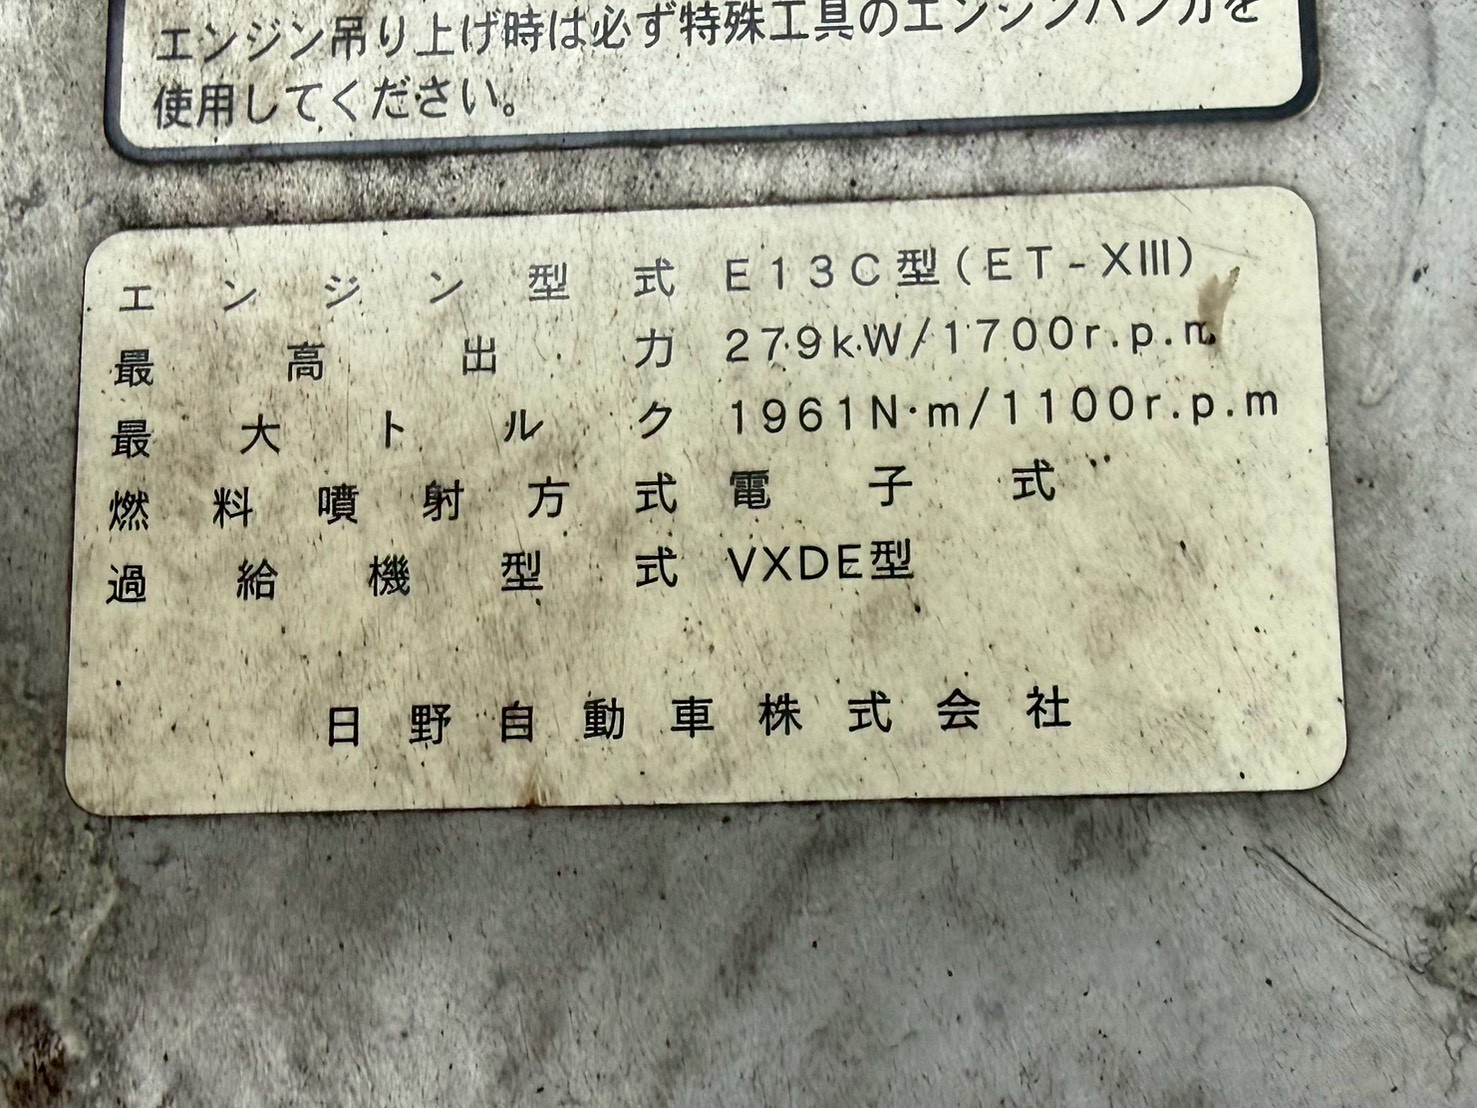 エンジン吊り上げ時は必ず特殊工具のエンジンハンガを
使用してください。
エンジン型式 E13C型(ET-XIII)
最高出力 279kW/1700r.p.m
最大トルク 1961N·m/1100r.p.m
燃料噴射方式 電子式
過給機型式 VXDE型
日野自動車株式会社